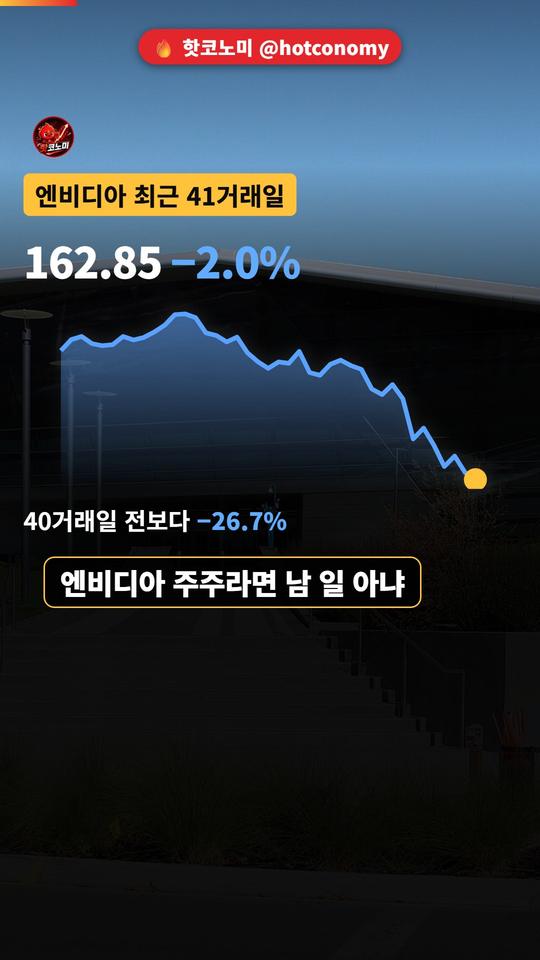 🔥 핫코노미 @hotconomy
핫코노미
엔비디아 최근 41거래일
162.85 −2.0%
40거래일 전보다 −26.7%
엔비디아 주주라면 남 일 아냐